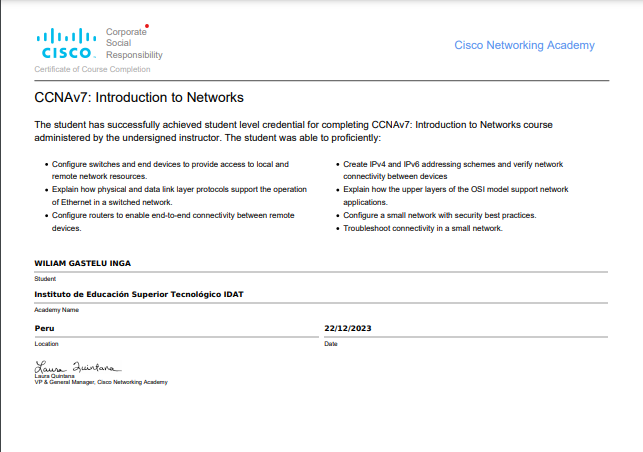 CISCO
Corporate
Social
Responsibility
Cisco Networking Academy
Certificate of Course Completion
CCNAv7: Introduction to Networks
The student has successfully achieved student level credential for completing CCNAv7: Introduction to Networks course
administered by the undersigned instructor. The student was able to proficiently:
• Configure switches and end devices to provide access to local and
remote network resources.
• Explain how physical and data link layer protocols support the operation
of Ethernet in a switched network.
• Configure routers to enable end-to-end connectivity between remote
devices.
• Create IPv4 and IPv6 addressing schemes and verify network
connectivity between devices
• Explain how the upper layers of the OSI model support network
applications.
• Configure a small network with security best practices.
• Troubleshoot connectivity in a small network.
WILIAM GASTELU INGA
Student
Instituto de Educación Superior Tecnológico IDAT
Academy Name
Peru
Location
22/12/2023
Date
Laura Quintana
Laura Quintana
VP & General Manager, Cisco Networking Academy